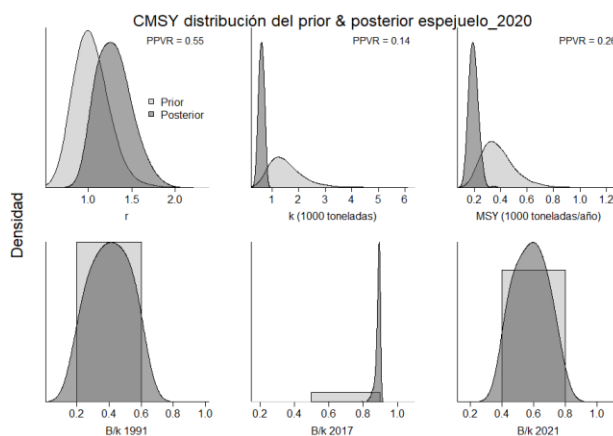 CMSY distribución del prior & posterior espejuelo_2020
PPVR = 0.55
PPVR = 0.14
PPVR = 0.26
Prior
Posterior
1.0 1.5 2.0
1 2 3 4 5 6
0.2 0.4 0.6 0.8 1.0 1.2
r
k (1000 toneladas)
MSY (1000 toneladas/año)
Densidad
0.2 0.4 0.6 0.8 1.0
0.2 0.4 0.6 0.8 1.0
0.2 0.4 0.6 0.8 1.0
B/k 1991
B/k 2017
B/k 2021